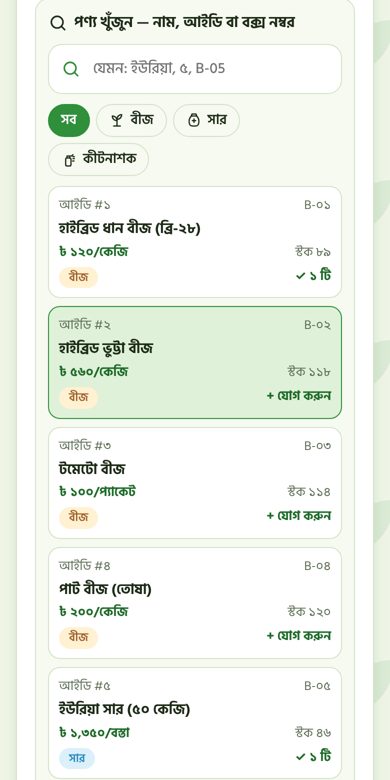 পণ্য খুঁজুন — নাম, আইডি বা বক্স নম্বর
যেমন: ইউরিয়া, ৫, B-05
সব
বীজ
সার
কীটনাশক
আইডি #১ B-০১
হাইব্রিড ধান বীজ (ব্রি-২৮)
৳ ১২০/কেজি স্টক ৮৯
বীজ ✓ ১ টি
আইডি #২ B-০২
হাইব্রিড ভুট্টা বীজ
৳ ৫৬০/কেজি স্টক ১১৮
বীজ + যোগ করুন
আইডি #৩ B-০৩
টমেটো বীজ
৳ ১০০/প্যাকেট স্টক ১১৪
বীজ + যোগ করুন
আইডি #৪ B-০৪
পাট বীজ (তোষা)
৳ ২০০/কেজি স্টক ১২০
বীজ + যোগ করুন
আইডি #৫ B-০৫
ইউরিয়া সার (৫০ কেজি)
৳ ১,৩৫০/বস্তা স্টক ৪৬
সার ✓ ১ টি